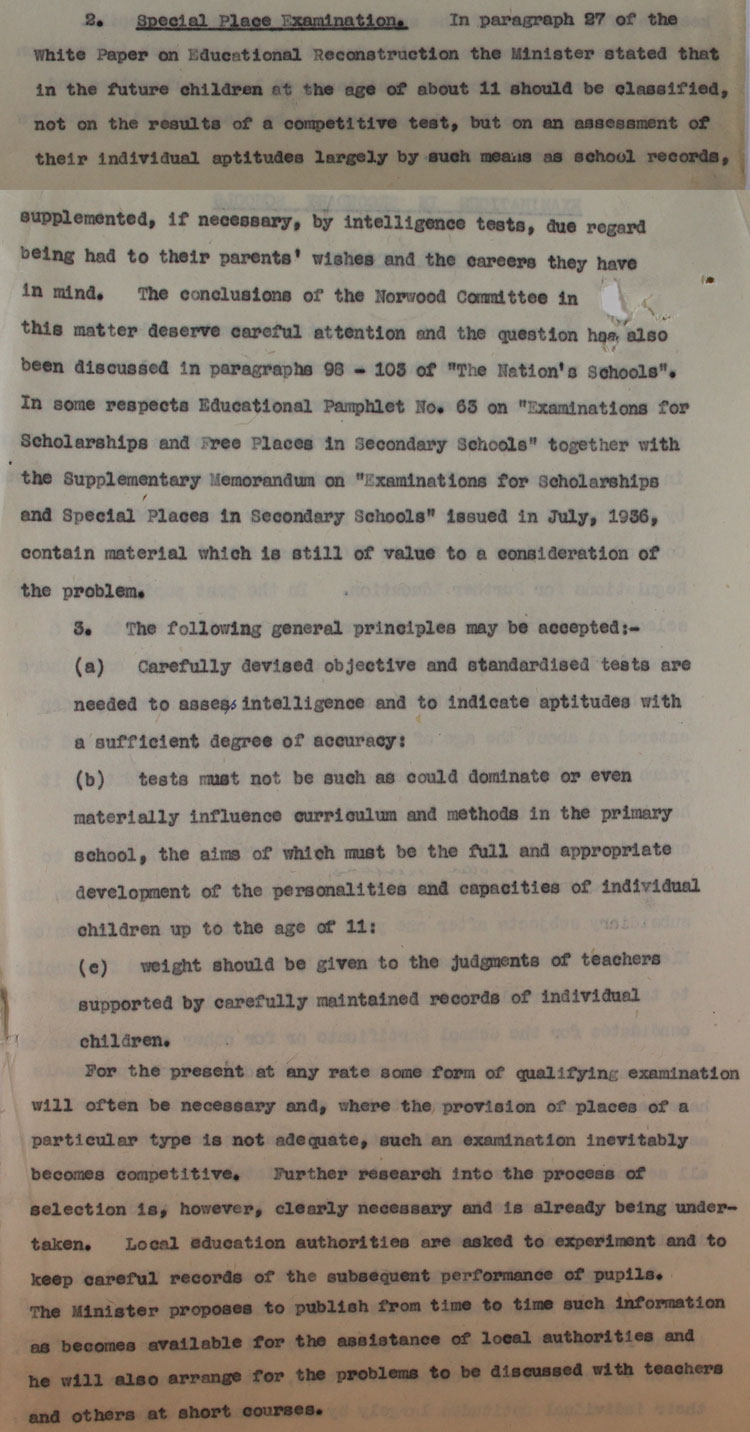 2. Special Place Examination. In paragraph 27 of the
White Paper on Educational Reconstruction the Minister stated that
in the future children at the age of about 11 should be classified,
not on the results of a competitive test, but on an assessment of
their individual aptitudes largely by such means as school records,
supplemented, if necessary, by intelligence tests, due regard
being had to their parents' wishes and the careers they have
in mind. The conclusions of the Norwood Committee in
this matter deserve careful attention and the question has also
been discussed in paragraphs 98 - 103 of "The Nation's Schools".
In some respects Educational Pamphlet No. 63 on "Examinations for
Scholarships and Free Places in Secondary Schools" together with
the Supplementary Memorandum on "Examinations for Scholarships
and Special Places in Secondary Schools" issued in July, 1936,
contain material which is still of value to a consideration of
the problem.
3. The following general principles may be accepted:-
(a) Carefully devised objective and standardised tests are
needed to assess intelligence and to indicate aptitudes with
a sufficient degree of accuracy:
(b) tests must not be such as could dominate or even
materially influence curriculum and methods in the primary
school, the aims of which must be the full and appropriate
development of the personalities and capacities of individual
children up to the age of 11:
(c) weight should be given to the judgments of teachers
supported by carefully maintained records of individual
children.
For the present at any rate some form of qualifying examination
will often be necessary and, where the provision of places of a
particular type is not adequate, such an examination inevitably
becomes competitive. Further research into the process of
selection is, however, clearly necessary and is already being under-
taken. Local education authorities are asked to experiment and to
keep careful records of the subsequent performance of pupils.
The Minister proposes to publish from time to time such information
as becomes available for the assistance of local authorities and
he will also arrange for the problems to be discussed with teachers
and others at short courses.